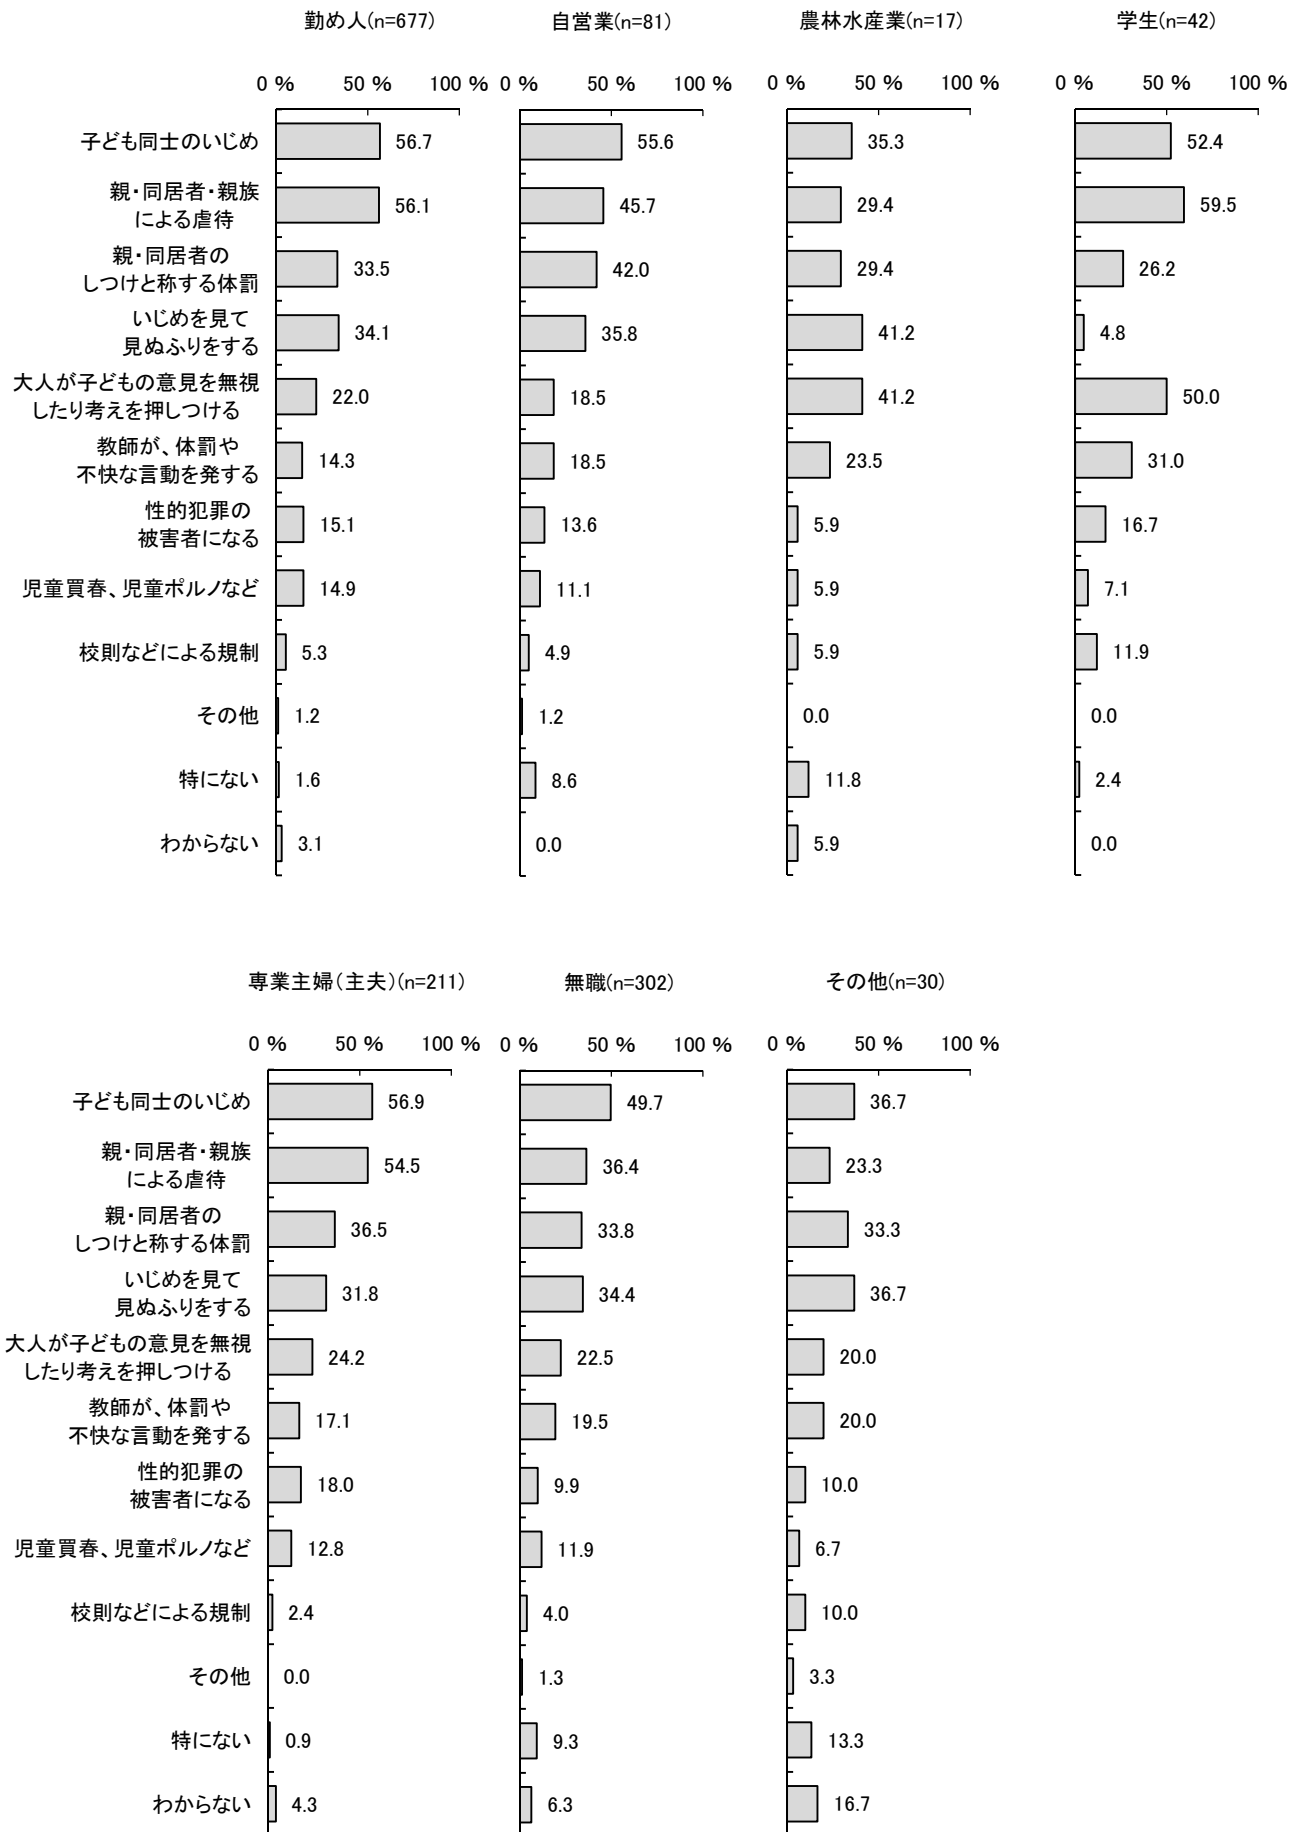 勤め人(n=677) 自営業(n=81) 農林水産業(n=17) 学生(n=42)
0 % 50 % 100 % 0 % 50 % 100 % 0 % 50 % 100 % 0 % 50 % 100 %
子ども同士のいじめ 56.7 55.6 35.3 52.4
親・同居者・親族
による虐待 56.1 45.7 29.4 59.5
親・同居者の
しつけと称する体罰 33.5 42.0 29.4 26.2
いじめを見て
見ぬふりをする 34.1 35.8 41.2 4.8
大人が子どもの意見を無視
したり考えを押しつける 22.0 18.5 41.2 50.0
教師が、体罰や
不快な言動を発する 14.3 18.5 23.5 31.0
性的犯罪の
被害者になる 15.1 13.6 5.9 16.7
児童買春、児童ポルノなど 14.9 11.1 5.9 7.1
校則などによる規制 5.3 4.9 5.9 11.9
その他 1.2 1.2 0.0 0.0
特にない 1.6 8.6 11.8 2.4
わからない 3.1 0.0 5.9 0.0
専業主婦(主夫)(n=211) 無職(n=302) その他(n=30)
0 % 50 % 100 % 0 % 50 % 100 % 0 % 50 % 100 %
子ども同士のいじめ 56.9 49.7 36.7
親・同居者・親族
による虐待 54.5 36.4 23.3
親・同居者の
しつけと称する体罰 36.5 33.8 33.3
いじめを見て
見ぬふりをする 31.8 34.4 36.7
大人が子どもの意見を無視
したり考えを押しつける 24.2 22.5 20.0
教師が、体罰や
不快な言動を発する 17.1 19.5 20.0
性的犯罪の
被害者になる 18.0 9.9 10.0
児童買春、児童ポルノなど 12.8 11.9 6.7
校則などによる規制 2.4 4.0 10.0
その他 0.0 1.3 3.3
特にない 0.9 9.3 13.3
わからない 4.3 6.3 16.7